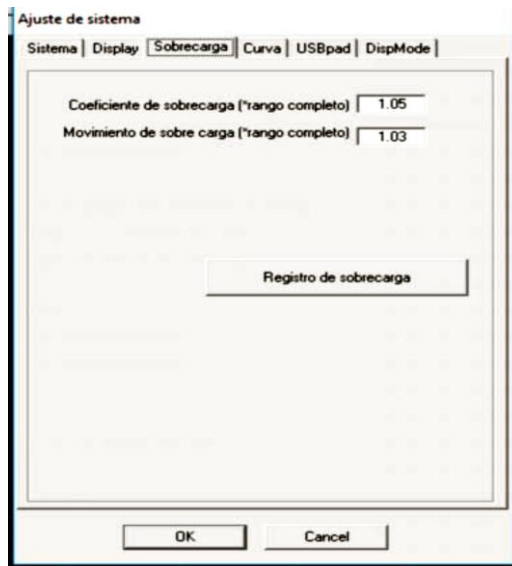 Ajuste de sistema
Sistema Display Sobrecarga Curva USBpad DispMode
Coeficiente de sobrecarga (*rango completo) 1.05
Movimiento de sobre carga (*rango completo) 1.03
Registro de sobrecarga
OK Cancel